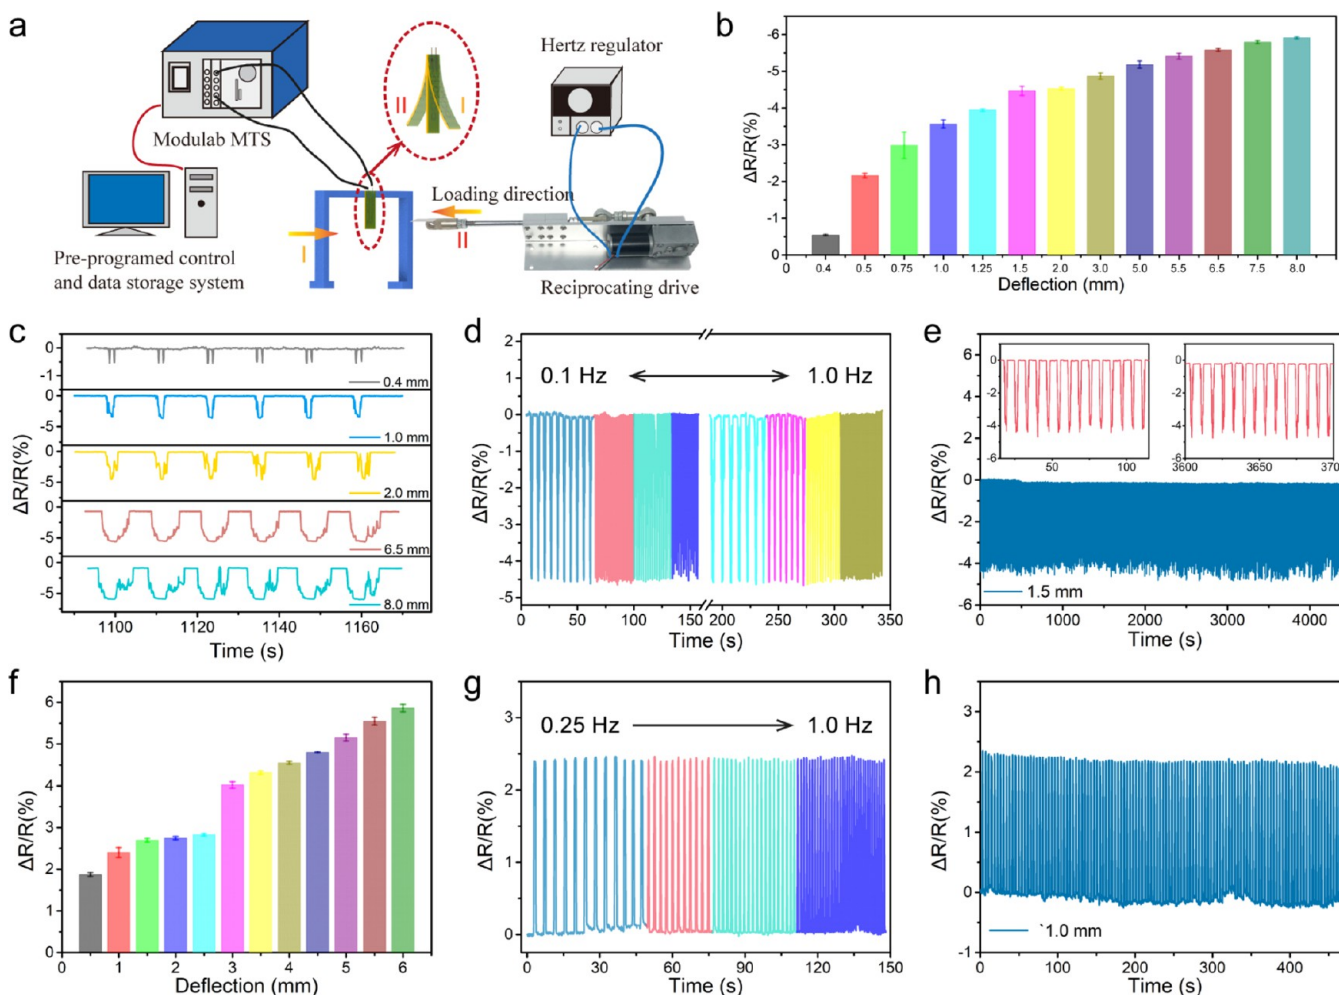 a
Modulab MTS
Pre-programed control
and data storage system
II
I
Hertz regulator
Loading direction
I
II
Reciprocating drive
b
ΔR/R(%)
-6
-5
-4
-3
-2
-1
0
0
0.4
0.5
0.75
1.0
1.25
1.5
2.0
3.0
5.0
5.5
6.5
7.5
8.0
Deflection (mm)
c
ΔR/R(%)
0
-1
0.4 mm
0
-5
1.0 mm
0
-5
2.0 mm
0
-5
6.5 mm
0
-5
8.0 mm
1100
1120
1140
1160
Time (s)
d
ΔR/R(%)
2
1
0
-1
-2
-3
-4
-5
0.1 Hz
1.0 Hz
0
50
100
150
200
250
300
350
Time (s)
e
ΔR/R(%)
7
6
5
4
3
2
0
-2
-4
-6
0
-2
-4
-6
50
100
0
-2
-4
-6
3600
3650
370
1.5 mm
0
1000
2000
3000
4000
Time (s)
f
ΔR/R(%)
6
5
4
3
2
1
0
0
1
2
3
4
5
6
Deflection (mm)
g
ΔR/R(%)
3
2
1
0
0.25 Hz
1.0 Hz
0
30
60
90
120
150
Time (s)
h
ΔR/R(%)
3
2
1
0
-1
`1.0 mm
0
100
200
300
400
Time (s)